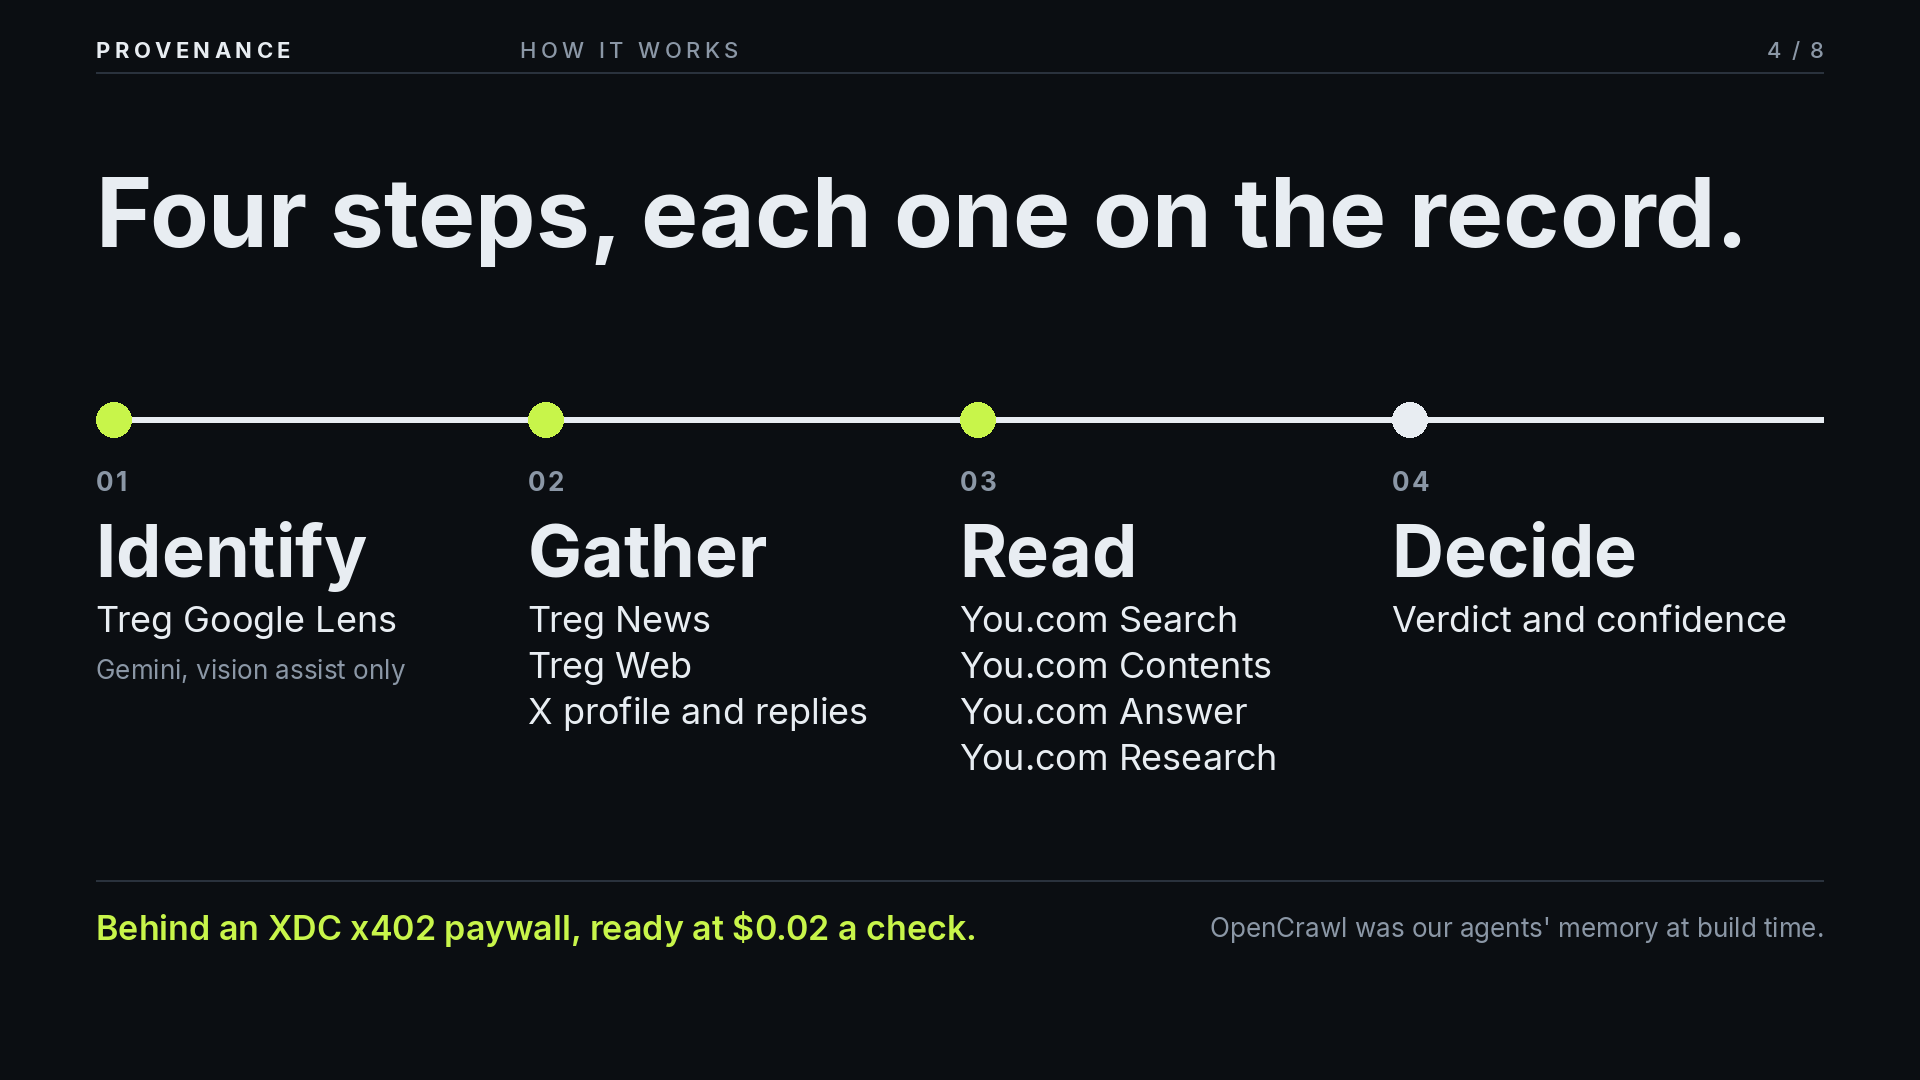 PROVENANCE
HOW IT WORKS
4 / 8
Four steps, each one on the record.
01
Identify
Treg Google Lens
Gemini, vision assist only
02
Gather
Treg News
Treg Web
X profile and replies
03
Read
You.com Search
You.com Contents
You.com Answer
You.com Research
04
Decide
Verdict and confidence
Behind an XDC x402 paywall, ready at $0.02 a check.
OpenCrawl was our agents' memory at build time.